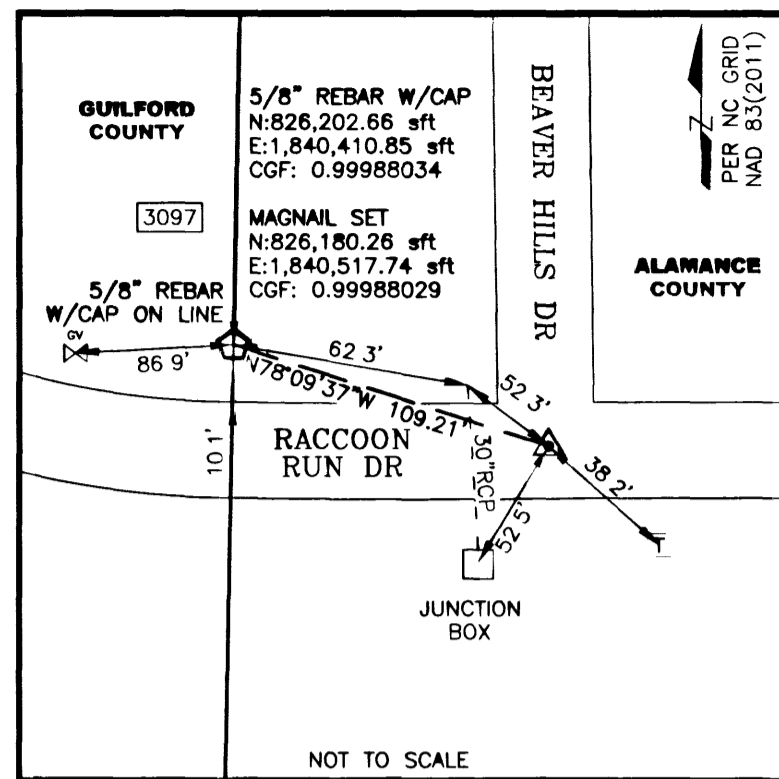 GUILFORD
COUNTY
5/8" REBAR W/CAP
N:826,202.66 sft
E:1,840,410.85 sft
CGF: 0.99988034
3097
MAGNAIL SET
N:826,180.26 sft
E:1,840,517.74 sft
CGF: 0.99988029
5/8" REBAR
W/CAP ON LINE
BEAVER HILLS DR
N
PER NC GRID
NAD 83(2011)
ALAMANCE
COUNTY
GV
86 9'
62 3'
52 3'
N78°09'37"W 109.21'
10 1'
RACCOON
RUN DR
30"RCP
52 5'
38 2'
T
JUNCTION
BOX
NOT TO SCALE